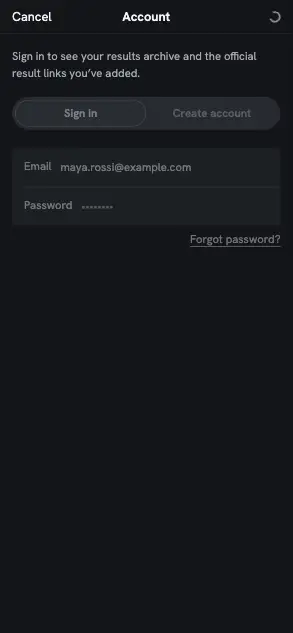 Cancel Account
Sign in to see your results archive and the official
result links you’ve added.
Sign in Create account
Email maya.rossi@example.com
Password ••••••••
Forgot password?